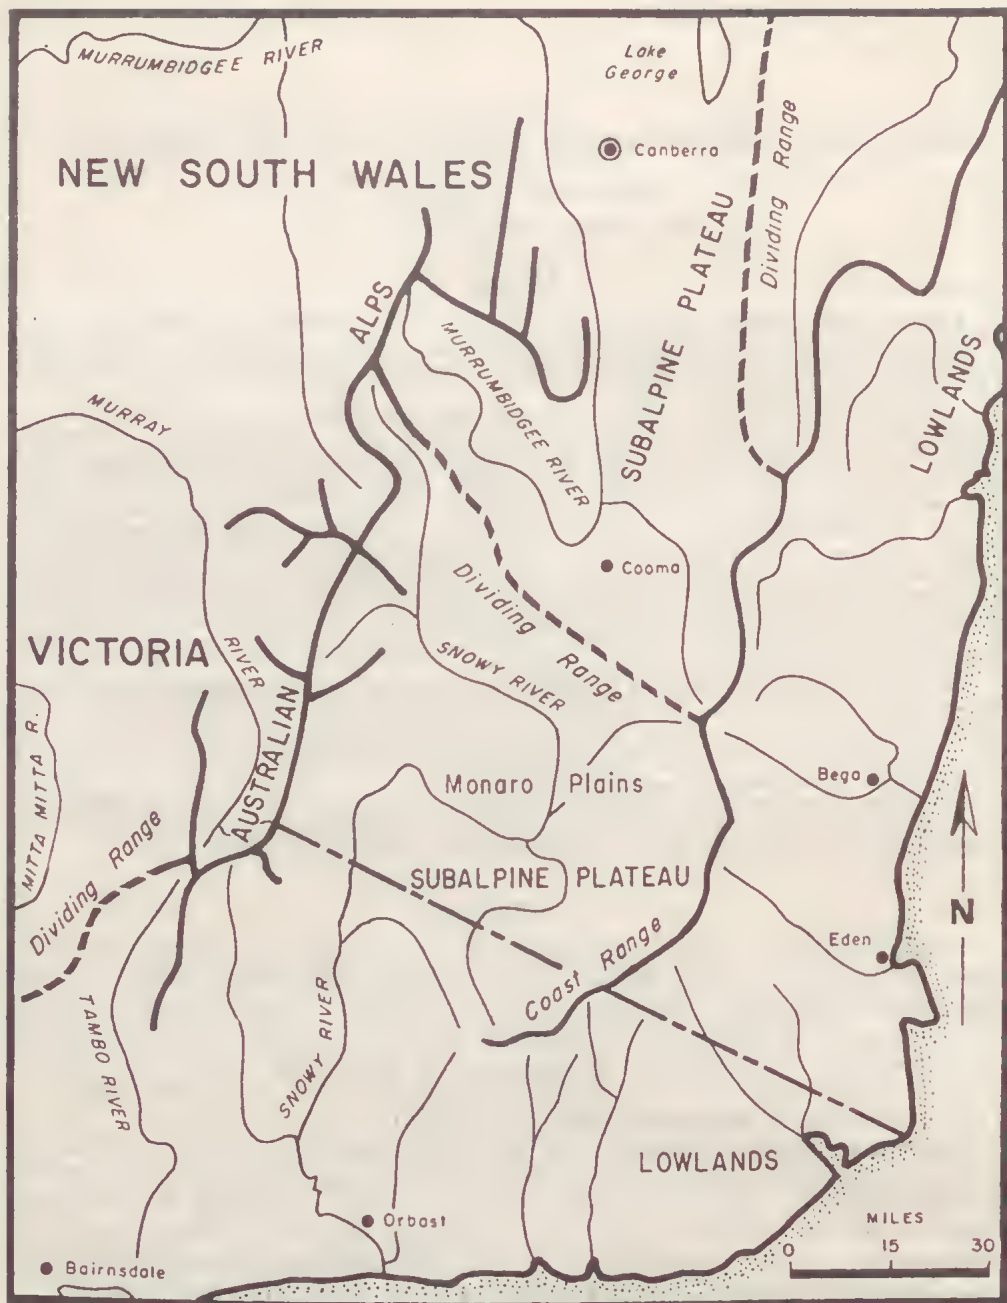 MURRUMBIDGEE RIVER
Lake
George
Canberra
NEW SOUTH WALES
Dividing Range
SUBALPINE PLATEAU
ALPS
MURRUMBIDGEE RIVER
LOWLANDS
MURRAY
RIVER
Cooma
Dividing Range
VICTORIA
SNOWY RIVER
AUSTRALIAN
MITTA MITTA R.
Monaro Plains
Bega
Dividing Range
SUBALPINE PLATEAU
N
Eden
Coast Range
TAMBO RIVER
SNOWY RIVER
LOWLANDS
Orbost
MILES
0 15 30
Bairnsdale